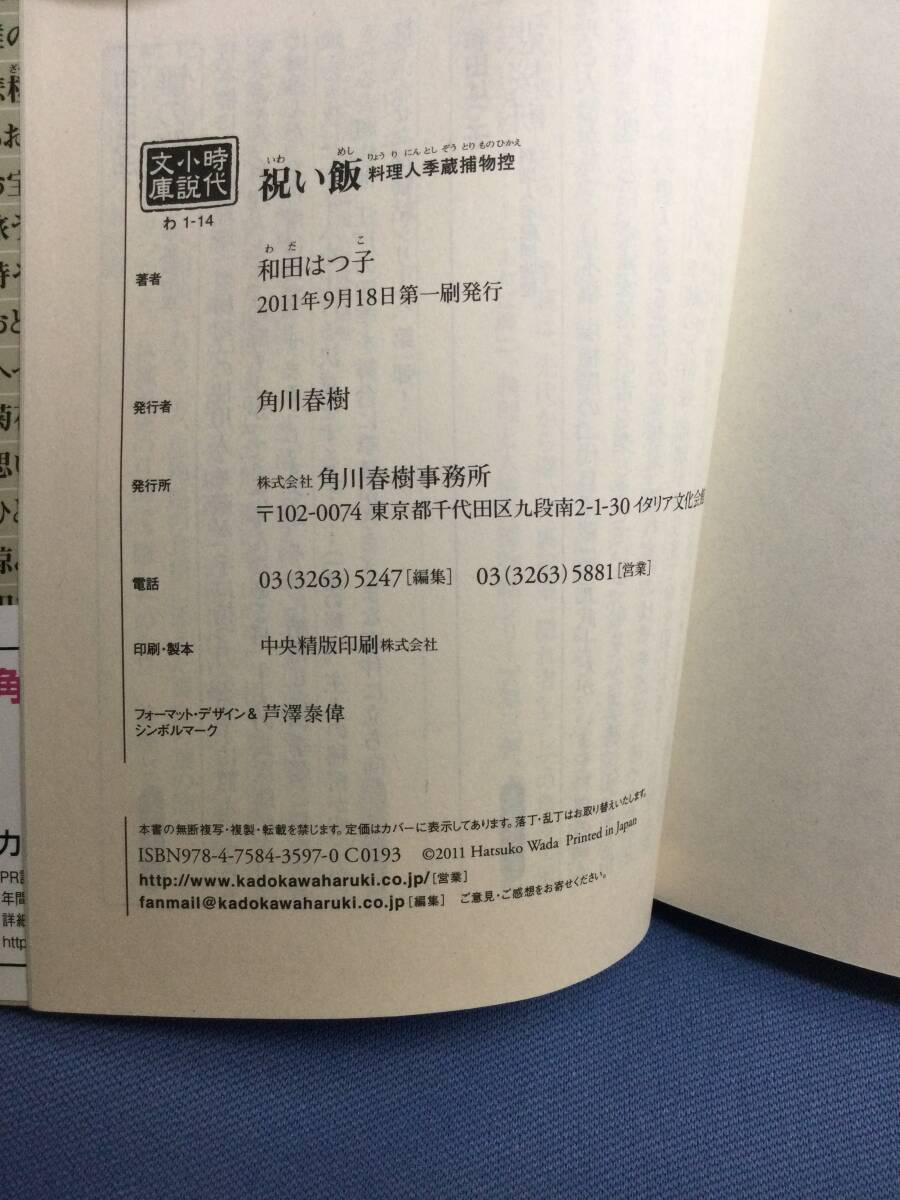 時代
小説
文庫
わ 1-14
いわ めし りょう り にん とし ぞう とり もの ひかえ
祝い飯 料理人季蔵捕物控
わ だ こ
著者 和田はつ子
2011年9月18日第一刷発行
発行者 角川春樹
発行所 株式会社 角川春樹事務所
〒102-0074 東京都千代田区九段南2-1-30 イタリア文化会館
電話 03(3263)5247[編集] 03(3263)5881[営業]
印刷・製本 中央精版印刷株式会社
フォーマット・デザイン& 芦澤泰偉
シンボルマーク
本書の無断複写・複製・転載を禁じます。定価はカバーに表示してあります。落丁・乱丁はお取り替えいたします。
ISBN978-4-7584-3597-0 C0193 ©2011 Hatsuko Wada Printed in Japan
http://www.kadokawaharuki.co.jp/[営業]
fanmail@kadokawaharuki.co.jp[編集] ご意見・ご感想をお寄せください。
角
カ
年間
詳細
http